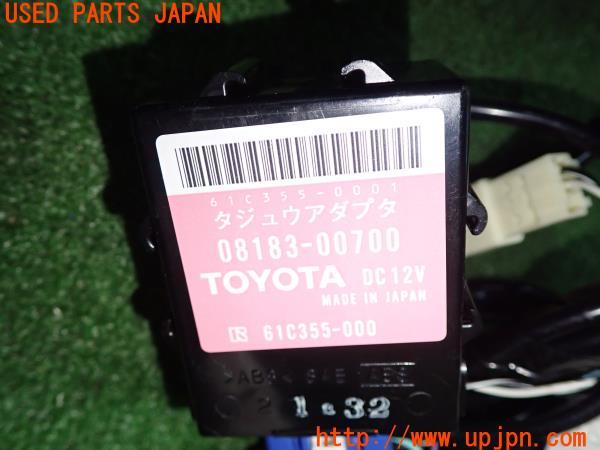 USED PARTS JAPAN
61C355-0001
タジュウアダプタ
08183-00700
TOYOTA DC12V
MADE IN JAPAN
61C355-000
1 32
http://www.upjpn.com/